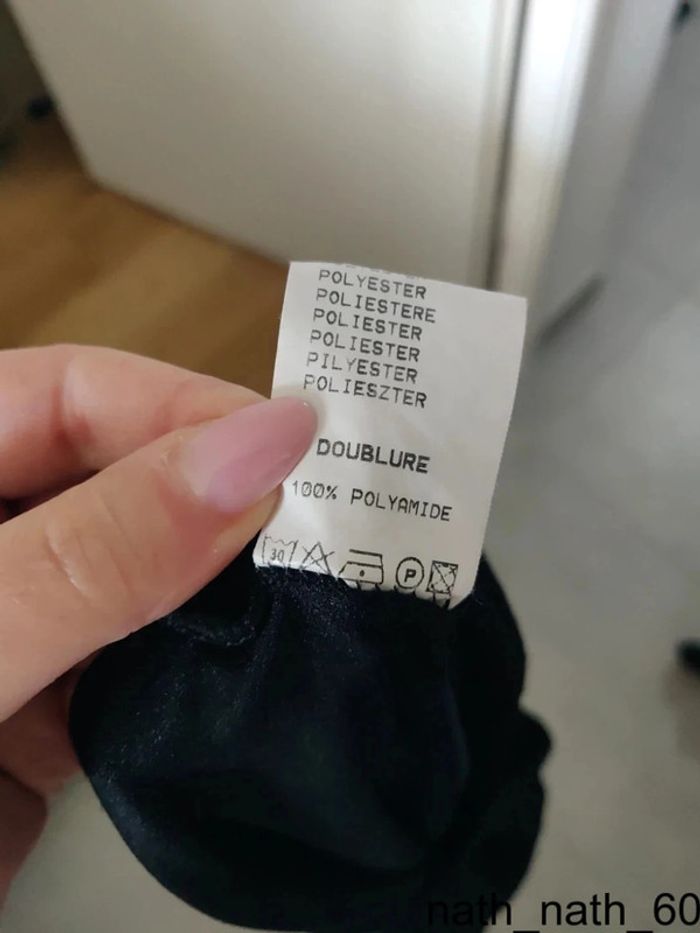 POLYESTER
POLIESTERE
POLIESTER
POLIESTER
PILYESTER
POLIESZTER
DOUBLURE
100% POLYAMIDE
30 P
nath_nath_60